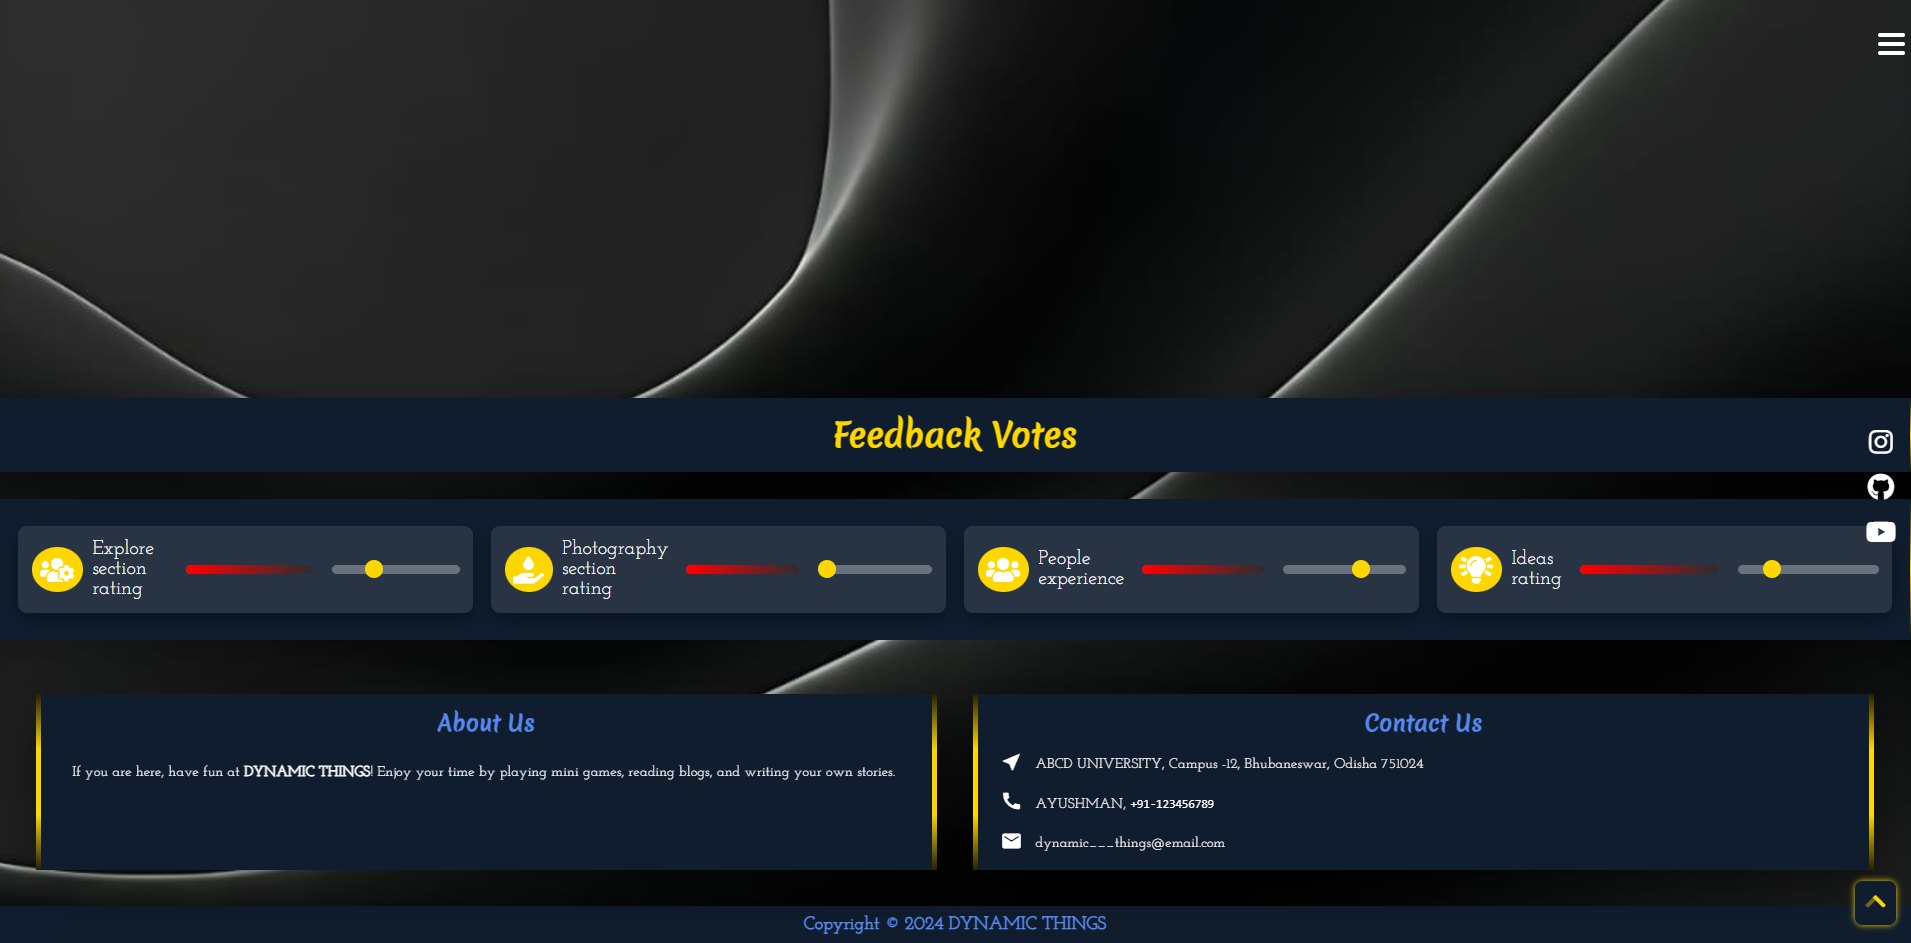 Feedback Votes
Explore
section
rating
Photography
section
rating
People
experience
Ideas
rating
About Us
If you are here, have fun at DYNAMIC THINGS! Enjoy your time by playing mini games, reading blogs, and writing your own stories.
Contact Us
ABCD UNIVERSITY, Campus -12, Bhubaneswar, Odisha 751024
AYUSHMAN, +91-123456789
dynamic___things@email.com
Copyright © 2024 DYNAMIC THINGS